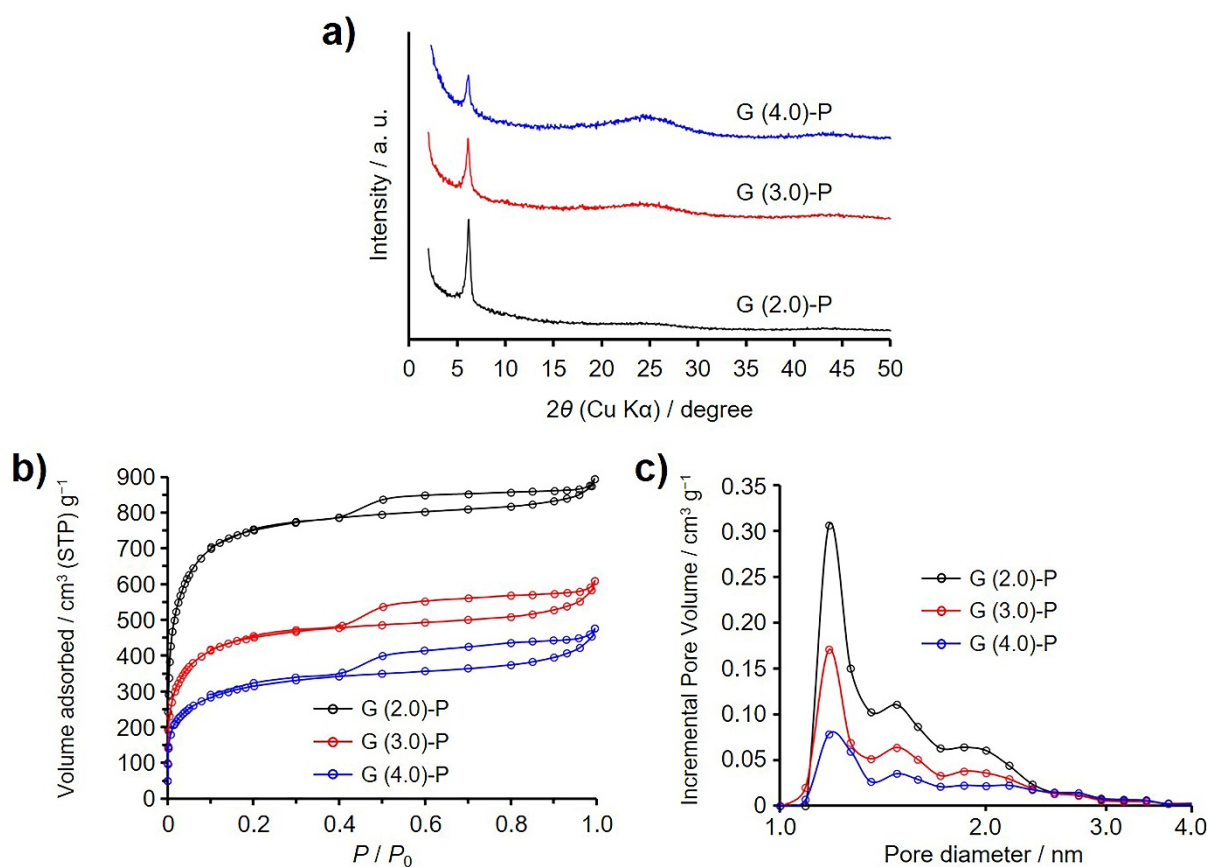 a)
Intensity / a. u.
G (4.0)-P
G (3.0)-P
G (2.0)-P
0 5 10 15 20 25 30 35 40 45 50
2θ (Cu Kα) / degree
b)
Volume adsorbed / cm³ (STP) g⁻¹
900
800
700
600
500
400
300
200
100
0
G (2.0)-P
G (3.0)-P
G (4.0)-P
0 0.2 0.4 0.6 0.8 1.0
P / P₀
c)
Incremental Pore Volume / cm³ g⁻¹
0.35
0.30
0.25
0.20
0.15
0.10
0.05
0
G (2.0)-P
G (3.0)-P
G (4.0)-P
1.0 2.0 3.0 4.0
Pore diameter / nm